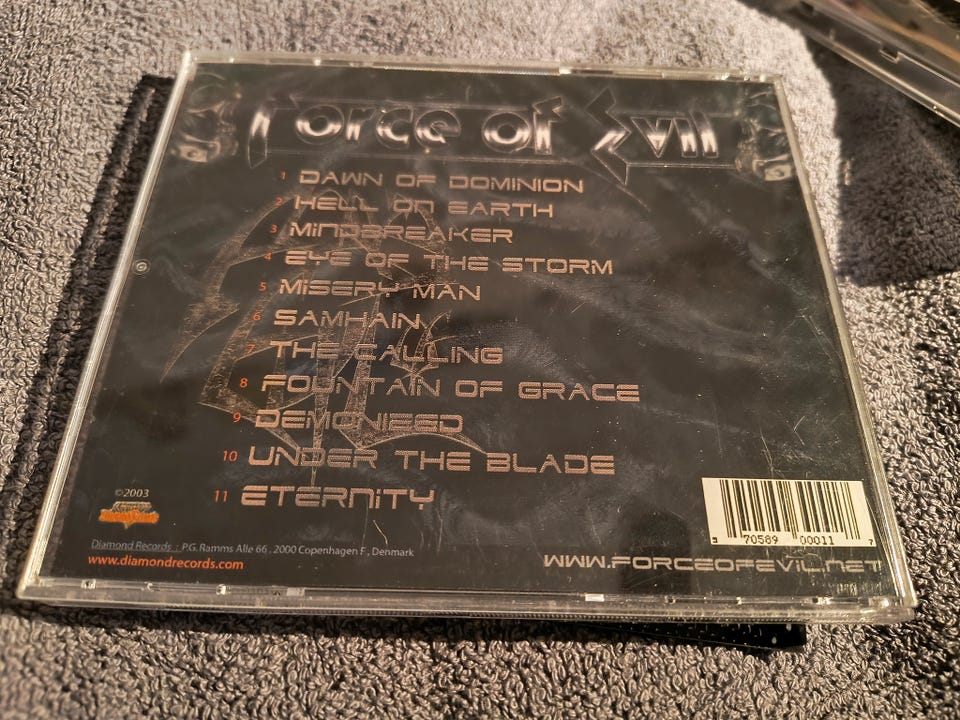 Force of Evil
1 DAWN OF DOMINION
2 HELL ON EARTH
3 MINDBREAKER
4 EYE OF THE STORM
5 MISERY MAN
6 SAMHAIN
7 THE CALLING
8 FOUNTAIN OF GRACE
9 DEMONIZED
10 UNDER THE BLADE
11 ETERNITY
©2003
Diamond Records : P.G. Ramms Alle 66 , 2000 Copenhagen F , Denmark
www.diamondrecords.com
WWW.FORCEOFEVIL.NET
5 70589 00011 7